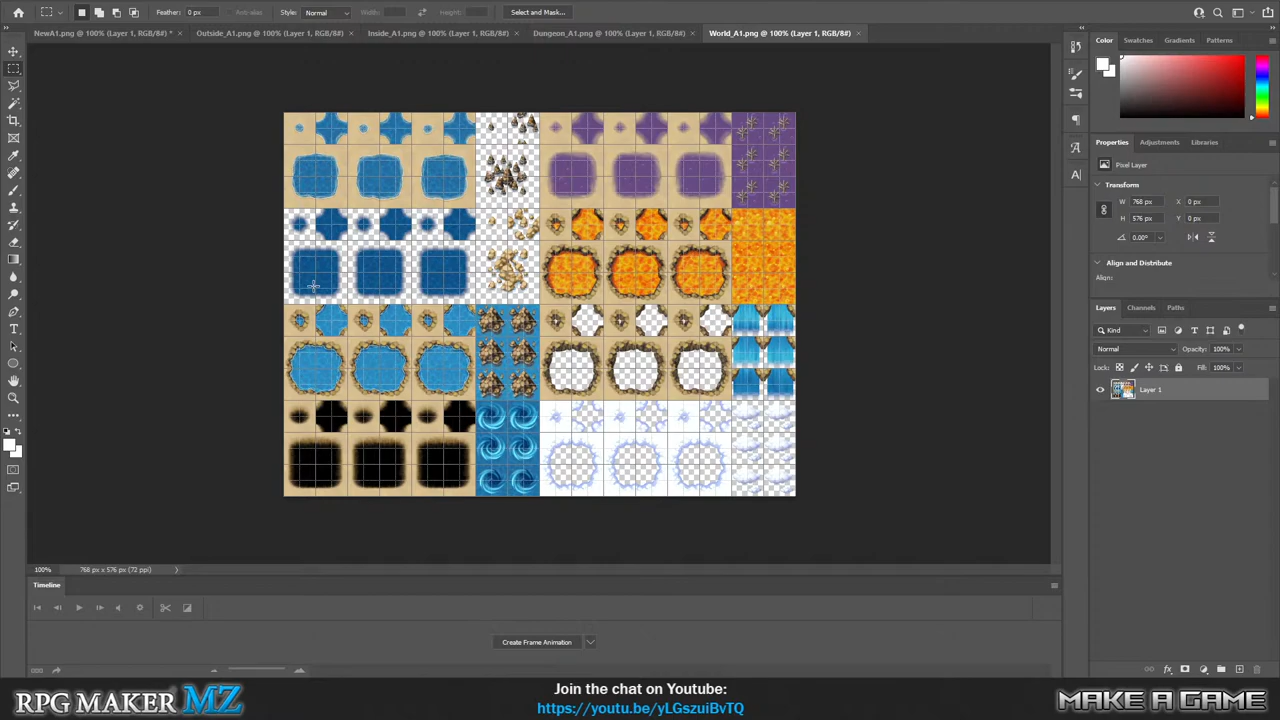 Feather: 0 px Anti-alias Style: Normal Width: Height: Select and Mask...
NewA1.png @ 100% (Layer 1, RGB/8#) * × Outside_A1.png @ 100% (Layer 1, RGB/8#) × Inside_A1.png @ 100% (Layer 1, RGB/8#) × Dungeon_A1.png @ 100% (Layer 1, RGB/8#) × World_A1.png @ 100% (Layer 1, RGB/8#) ×
Color Swatches Gradients Patterns
Properties Adjustments Libraries
Pixel Layer
Transform
W: 768 px X: 0 px
H: 576 px Y: 0 px
0.00°
Align and Distribute
Align:
Layers Channels Paths
Kind
Normal Opacity: 100%
Lock: Fill: 100%
Layer 1
100% 768 px x 576 px (72 ppi)
Timeline
Create Frame Animation
RPG MAKER MZ
Join the chat on Youtube:
https://youtu.be/yLGszuiBvTQ
MAKE A GAME